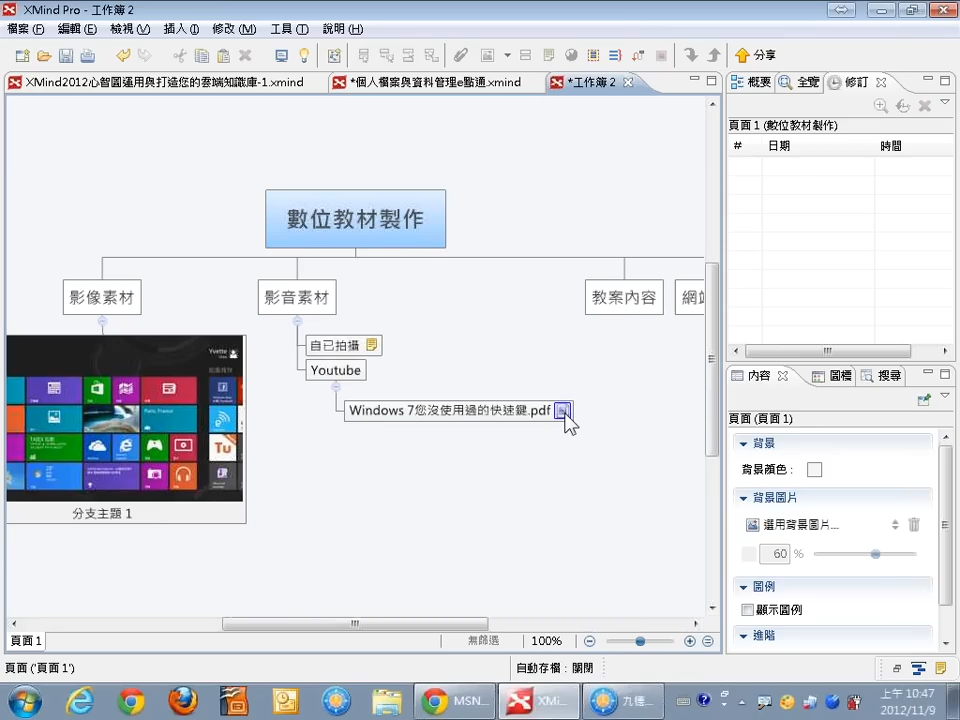 XMind Pro - 工作簿 2
檔案 (F) 編輯(E) 檢視(V) 插入(I) 修改(M) 工具(T) 說明(H)
分享
XMind2012心智圖運用與打造您的雲端知識庫-1.xmind
*個人檔案與資料管理e點通.xmind
*工作簿 2
概要 全覽 修訂
頁面 1 (數位教材製作)
# 日期 時間
數位教材製作
影像素材
影音素材
教案內容
自已拍攝
Youtube
Windows 7您沒使用過的快速鍵.pdf
Yvette
Tu
分支主題 1
內容 圖標 搜尋
頁面 (頁面 1)
背景
背景顏色 :
背景圖片
選用背景圖片...
60 %
圖例
顯示圖例
進階
頁面 1
無篩選 100%
頁面 ('頁面 1')
自動存檔 : 關閉
MSN...
XMi...
九德...
上午 10:47
2012/11/9